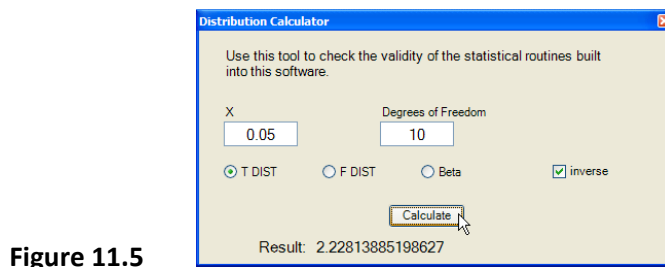 Distribution Calculator
Use this tool to check the validity of the statistical routines built
into this software.
X Degrees of Freedom
0.05 10
T DIST F DIST Beta inverse
Calculate
Result: 2.22813885198627
Figure 11.5